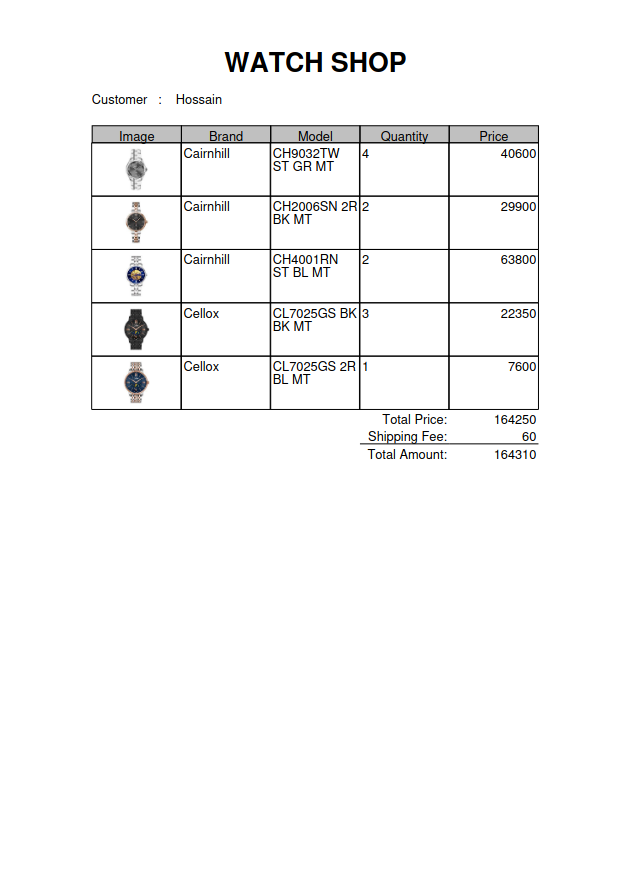 WATCH SHOP
Customer : Hossain
Image Brand Model Quantity Price
Cairnhill CH9032TW 4 40600
ST GR MT
Cairnhill CH2006SN 2R 2 29900
BK MT
Cairnhill CH4001RN 2 63800
ST BL MT
Cellox CL7025GS BK 3 22350
BK MT
Cellox CL7025GS 2R 1 7600
BL MT
Total Price: 164250
Shipping Fee: 60
Total Amount: 164310